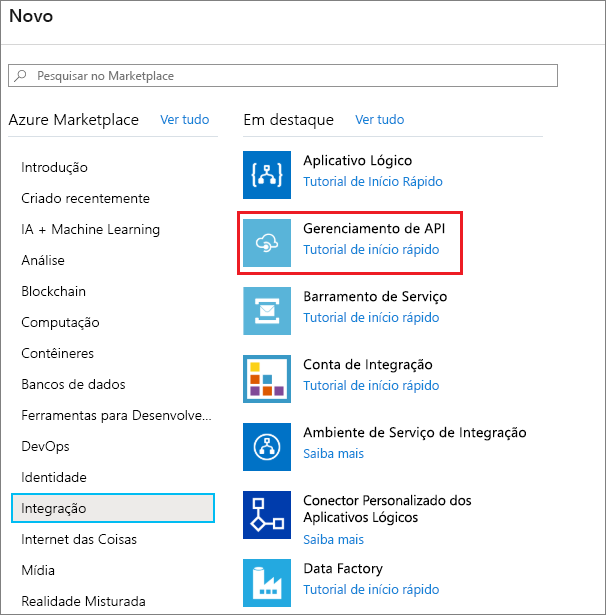 Novo
Pesquisar no Marketplace
Azure Marketplace
Ver tudo
Introdução
Criado recentemente
IA + Machine Learning
Análise
Blockchain
Computação
Contêineres
Bancos de dados
Ferramentas para Desenvolve...
DevOps
Identidade
Integração
Internet das Coisas
Mídia
Realidade Misturada
Em destaque
Ver tudo
Aplicativo Lógico
Tutorial de Início Rápido
Gerenciamento de API
Tutorial de início rápido
Barramento de Serviço
Tutorial de início rápido
Conta de Integração
Tutorial de início rápido
Ambiente de Serviço de Integração
Saiba mais
Conector Personalizado dos
Aplicativos Lógicos
Saiba mais
Data Factory
Tutorial de início rápido